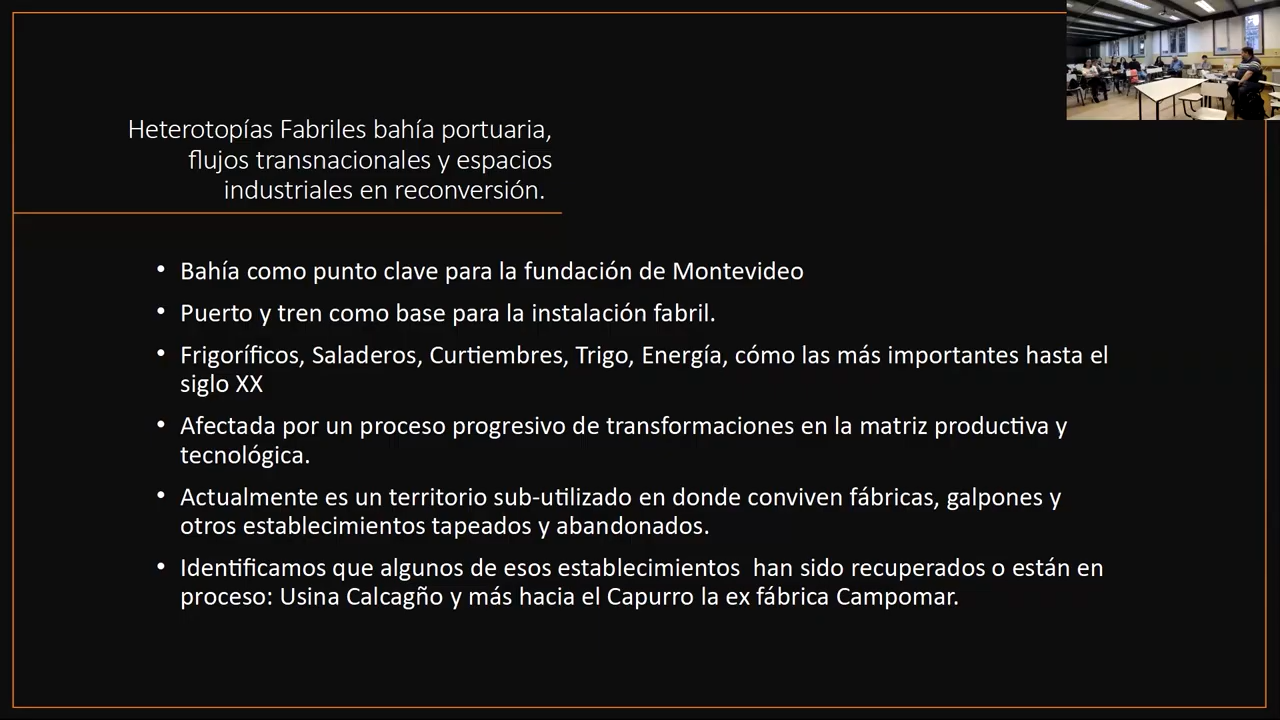 Heterotopías Fabriles bahía portuaria,
flujos transnacionales y espacios
industriales en reconversión.
• Bahía como punto clave para la fundación de Montevideo
• Puerto y tren como base para la instalación fabril.
• Frigoríficos, Saladeros, Curtiembres, Trigo, Energía, cómo las más importantes hasta el
siglo XX
• Afectada por un proceso progresivo de transformaciones en la matriz productiva y
tecnológica.
• Actualmente es un territorio sub-utilizado en donde conviven fábricas, galpones y
otros establecimientos tapeados y abandonados.
• Identificamos que algunos de esos establecimientos  han sido recuperados o están en
proceso: Usina Calcagño y más hacia el Capurro la ex fábrica Campomar.